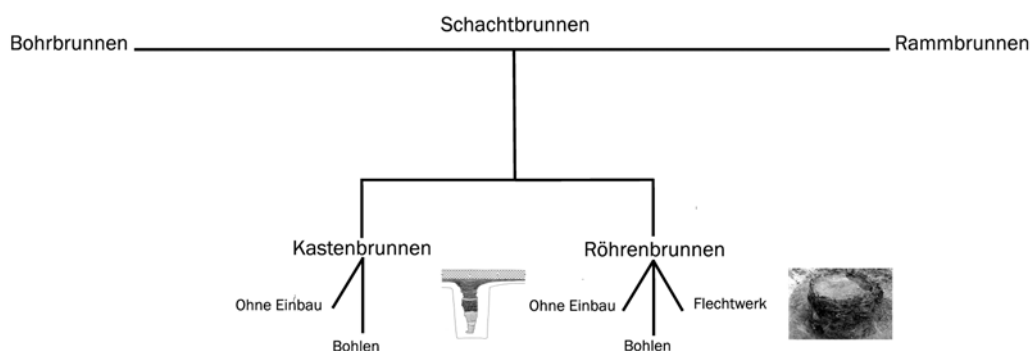 Schachtbrunnen
Bohrbrunnen
Rammbrunnen
Kastenbrunnen
Röhrenbrunnen
Ohne Einbau
Ohne Einbau
Flechtwerk
Bohlen
Bohlen